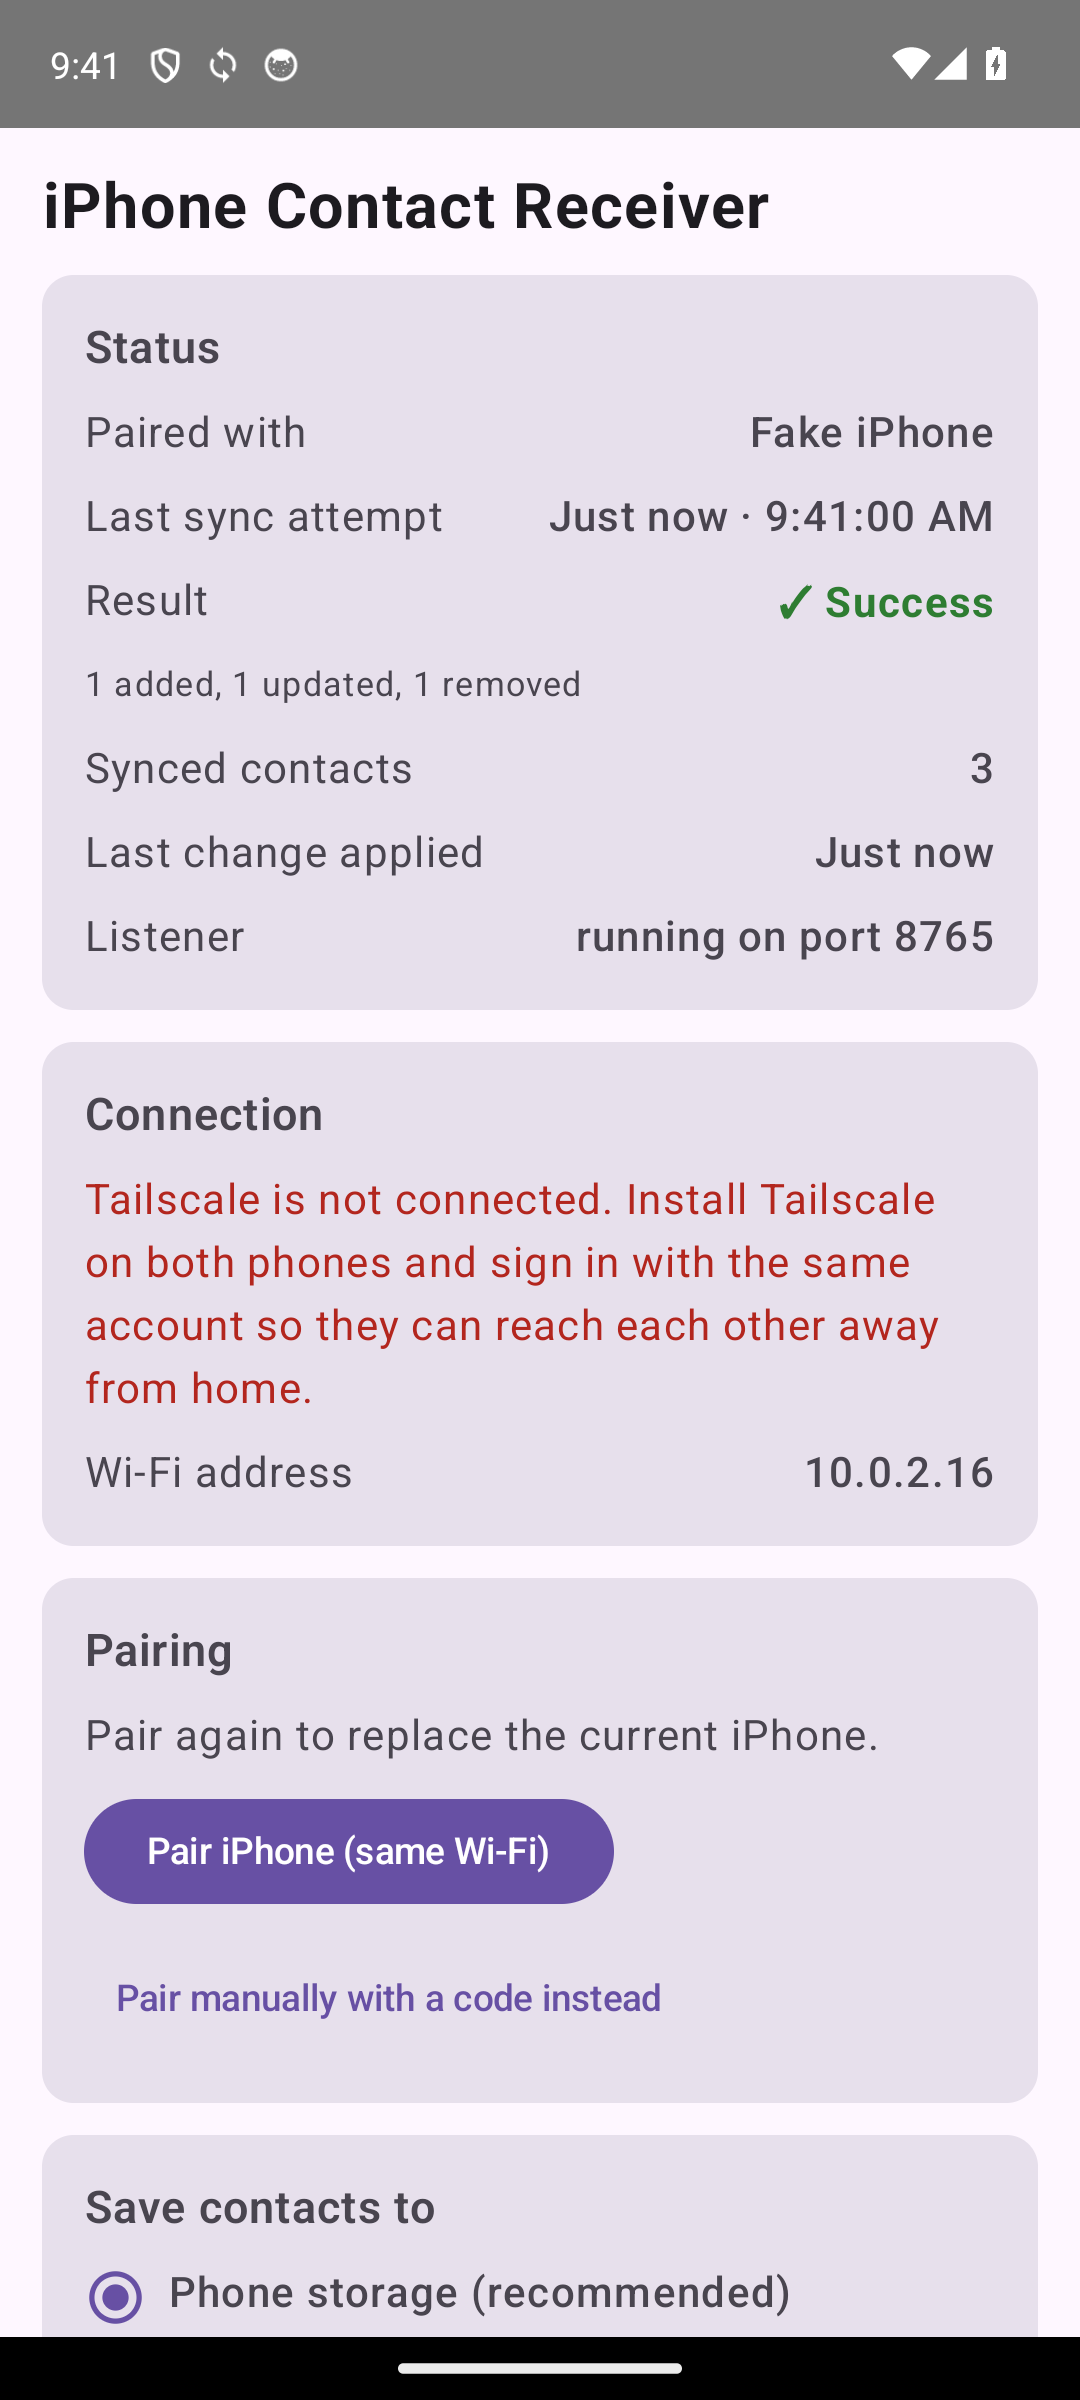 9:41
iPhone Contact Receiver
Status
Paired with Fake iPhone
Last sync attempt Just now · 9:41:00 AM
Result ✓ Success
1 added, 1 updated, 1 removed
Synced contacts 3
Last change applied Just now
Listener running on port 8765
Connection
Tailscale is not connected. Install Tailscale
on both phones and sign in with the same
account so they can reach each other away
from home.
Wi-Fi address 10.0.2.16
Pairing
Pair again to replace the current iPhone.
Pair iPhone (same Wi-Fi)
Pair manually with a code instead
Save contacts to
Phone storage (recommended)